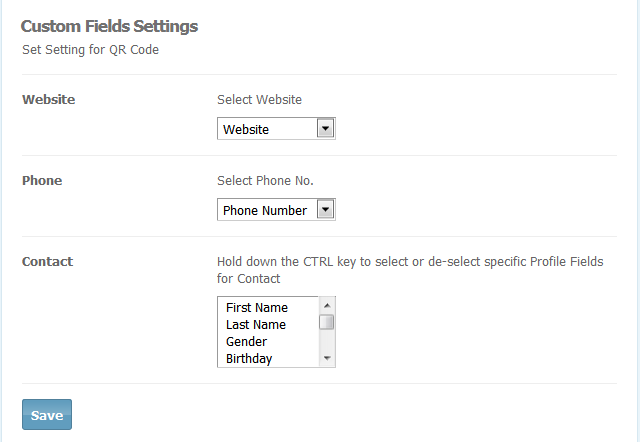 Custom Fields Settings
Set Setting for QR Code
Website
Select Website
Website
Phone
Select Phone No.
Phone Number
Contact
Hold down the CTRL key to select or de-select specific Profile Fields
for Contact
First Name
Last Name
Gender
Birthday
Save